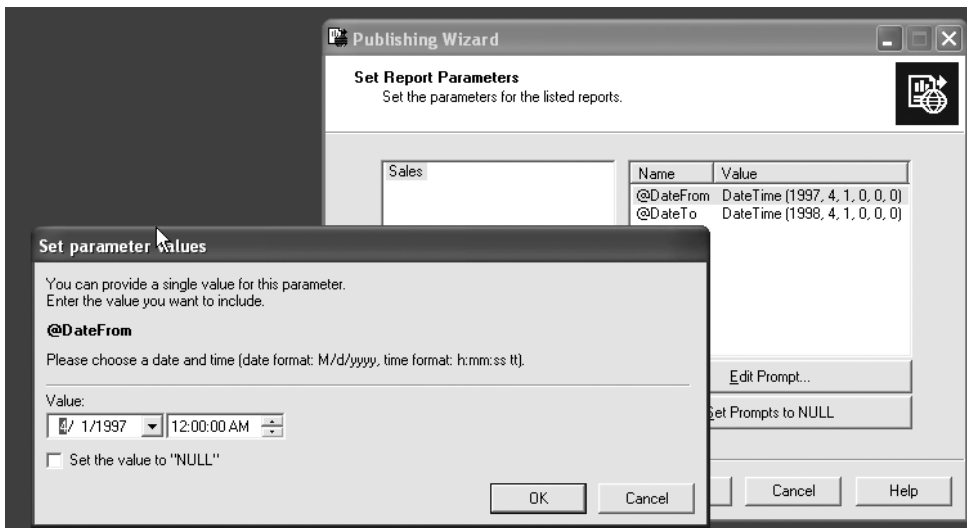 Publishing Wizard
Set Report Parameters
Set the parameters for the listed reports.
Sales
Name Value
@DateFrom DateTime (1997, 4, 1, 0, 0, 0)
@DateTo DateTime (1998, 4, 1, 0, 0, 0)
Edit Prompt...
Set Prompts to NULL
Cancel Help
Set parameter values
You can provide a single value for this parameter.
Enter the value you want to include.
@DateFrom
Please choose a date and time (date format: M/d/yyyy, time format: h:mm:ss tt).
Value:
4/ 1/1997 12:00:00 AM
Set the value to "NULL"
OK Cancel